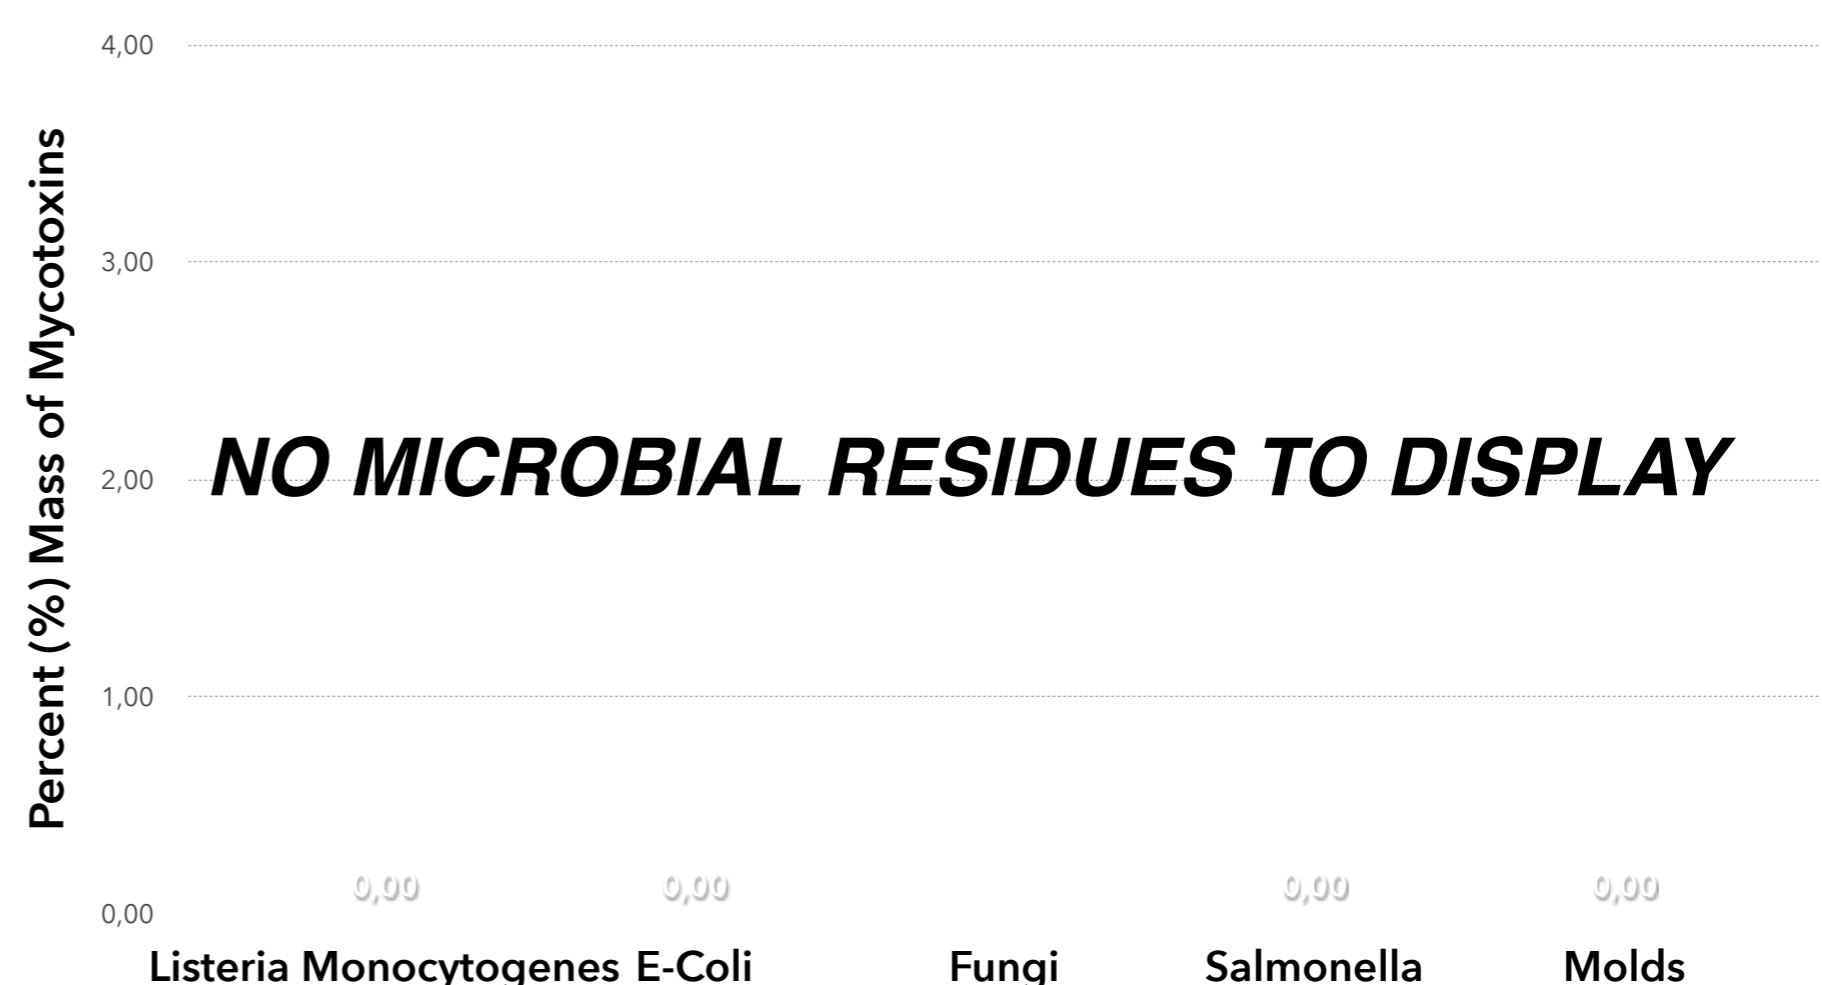 4,00
3,00
2,00
1,00
0,00
Percent (%) Mass of Mycotoxins
NO MICROBIAL RESIDUES TO DISPLAY
0,00 0,00 0,00 0,00
Listeria Monocytogenes E-Coli Fungi Salmonella Molds